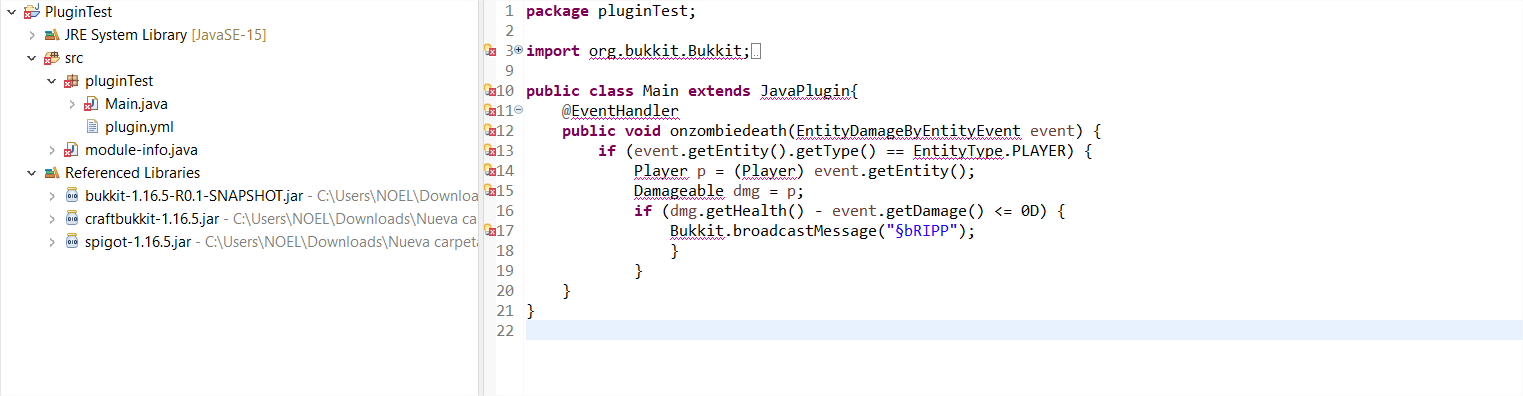 PluginTest
JRE System Library [JavaSE-15]
src
pluginTest
Main.java
plugin.yml
module-info.java
Referenced Libraries
bukkit-1.16.5-R0.1-SNAPSHOT.jar - C:\Users\NOEL\Downloa
craftbukkit-1.16.5.jar - C:\Users\NOEL\Downloads\Nueva ca
spigot-1.16.5.jar - C:\Users\NOEL\Downloads\Nueva carpeta
1 package pluginTest;
2
3 import org.bukkit.Bukkit;
9
10 public class Main extends JavaPlugin{
11 @EventHandler
12 public void onzombiedeath(EntityDamageByEntityEvent event) {
13 if (event.getEntity().getType() == EntityType.PLAYER) {
14 Player p = (Player) event.getEntity();
15 Damageable dmg = p;
16 if (dmg.getHealth() - event.getDamage() <= 0D) {
17 Bukkit.broadcastMessage("§bRIPP");
18 }
19 }
20 }
21 }
22